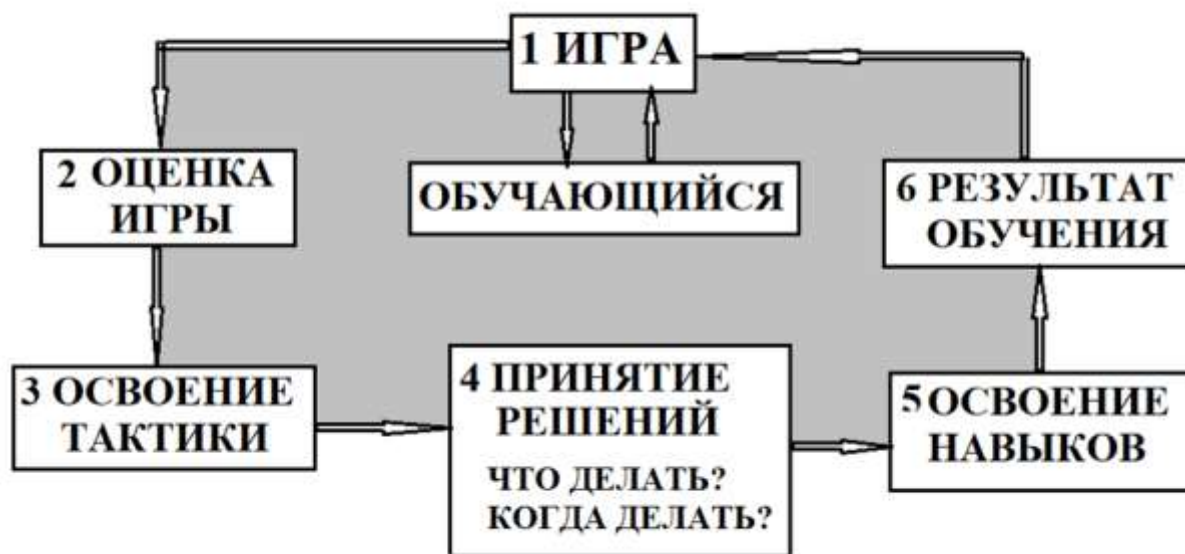 1 ИГРА
2 ОЦЕНКА
ИГРЫ
ОБУЧАЮЩИЙСЯ
6 РЕЗУЛЬТАТ
ОБУЧЕНИЯ
3 ОСВОЕНИЕ
ТАКТИКИ
4 ПРИНЯТИЕ
РЕШЕНИЙ
ЧТО ДЕЛАТЬ?
КОГДА ДЕЛАТЬ?
5 ОСВОЕНИЕ
НАВЫКОВ